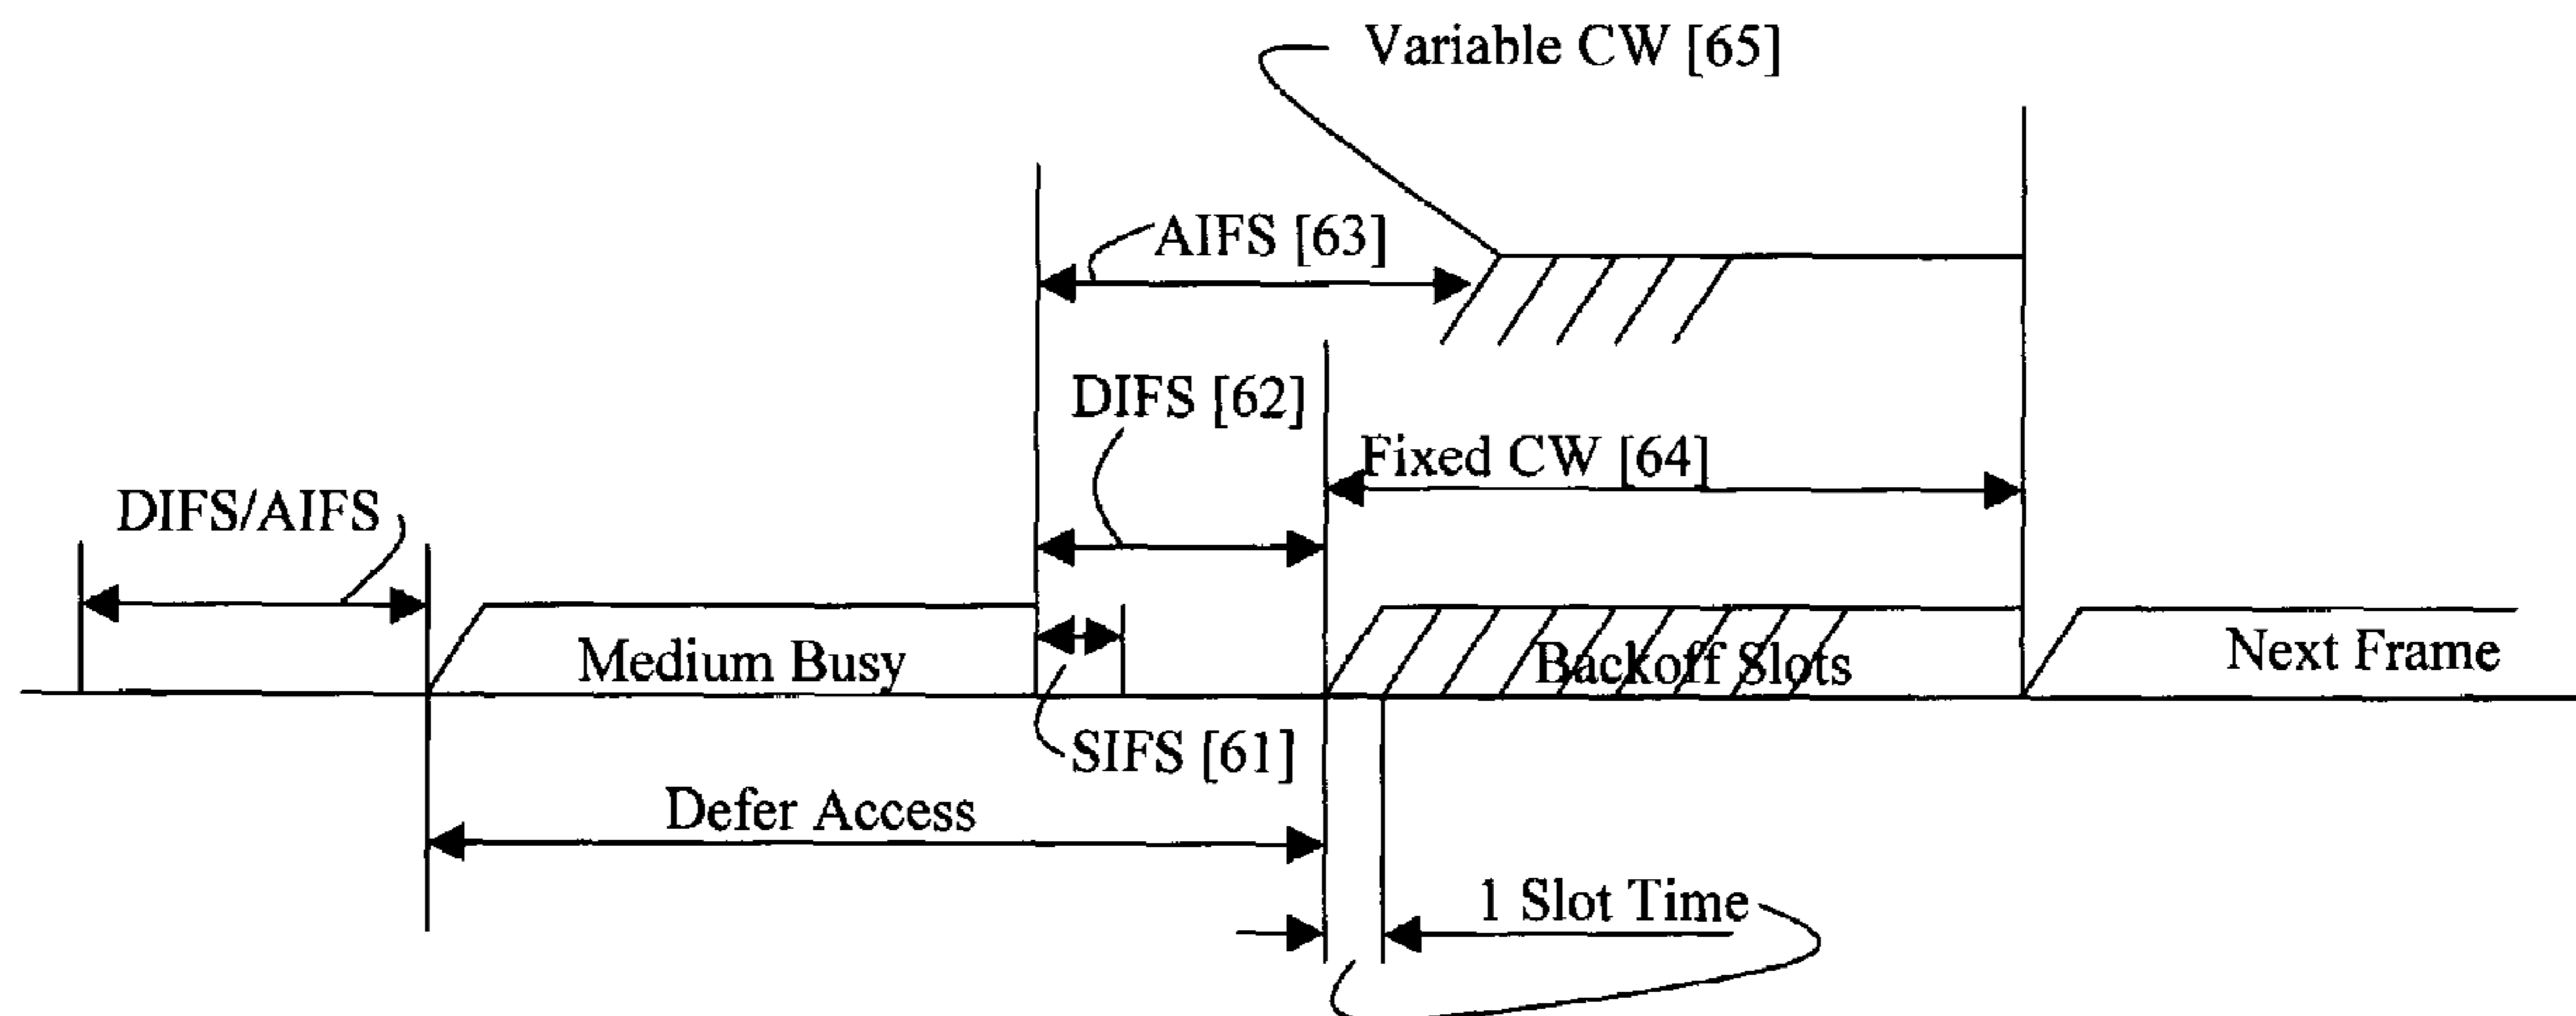 Variable CW [65]
AIFS [63]
DIFS [62]
Fixed CW [64]
DIFS/AIFS
Medium Busy
Backoff Slots
Next Frame
SIFS [61]
Defer Access
1 Slot Time